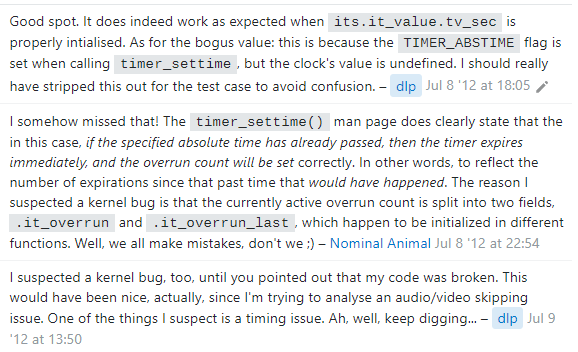 Good spot. It does indeed work as expected when its.it_value.tv_sec is
properly intialised. As for the bogus value: this is because the TIMER_ABSTIME flag is
set when calling timer_settime, but the clock's value is undefined. I should really
have stripped this out for the test case to avoid confusion. – dlp Jul 8 '12 at 18:05
I somehow missed that! The timer_settime() man page does clearly state that the
in this case, if the specified absolute time has already passed, then the timer expires
immediately, and the overrun count will be set correctly. In other words, to reflect the
number of expirations since that past time that would have happened. The reason I
suspected a kernel bug is that the currently active overrun count is split into two fields,
.it_overrun and .it_overrun_last, which happen to be initialized in different
functions. Well, we all make mistakes, don't we ;) – Nominal Animal Jul 8 '12 at 22:54
I suspected a kernel bug, too, until you pointed out that my code was broken. This
would have been nice, actually, since I'm trying to analyse an audio/video skipping
issue. One of the things I suspect is a timing issue. Ah, well, keep digging... – dlp Jul 9
'12 at 13:50